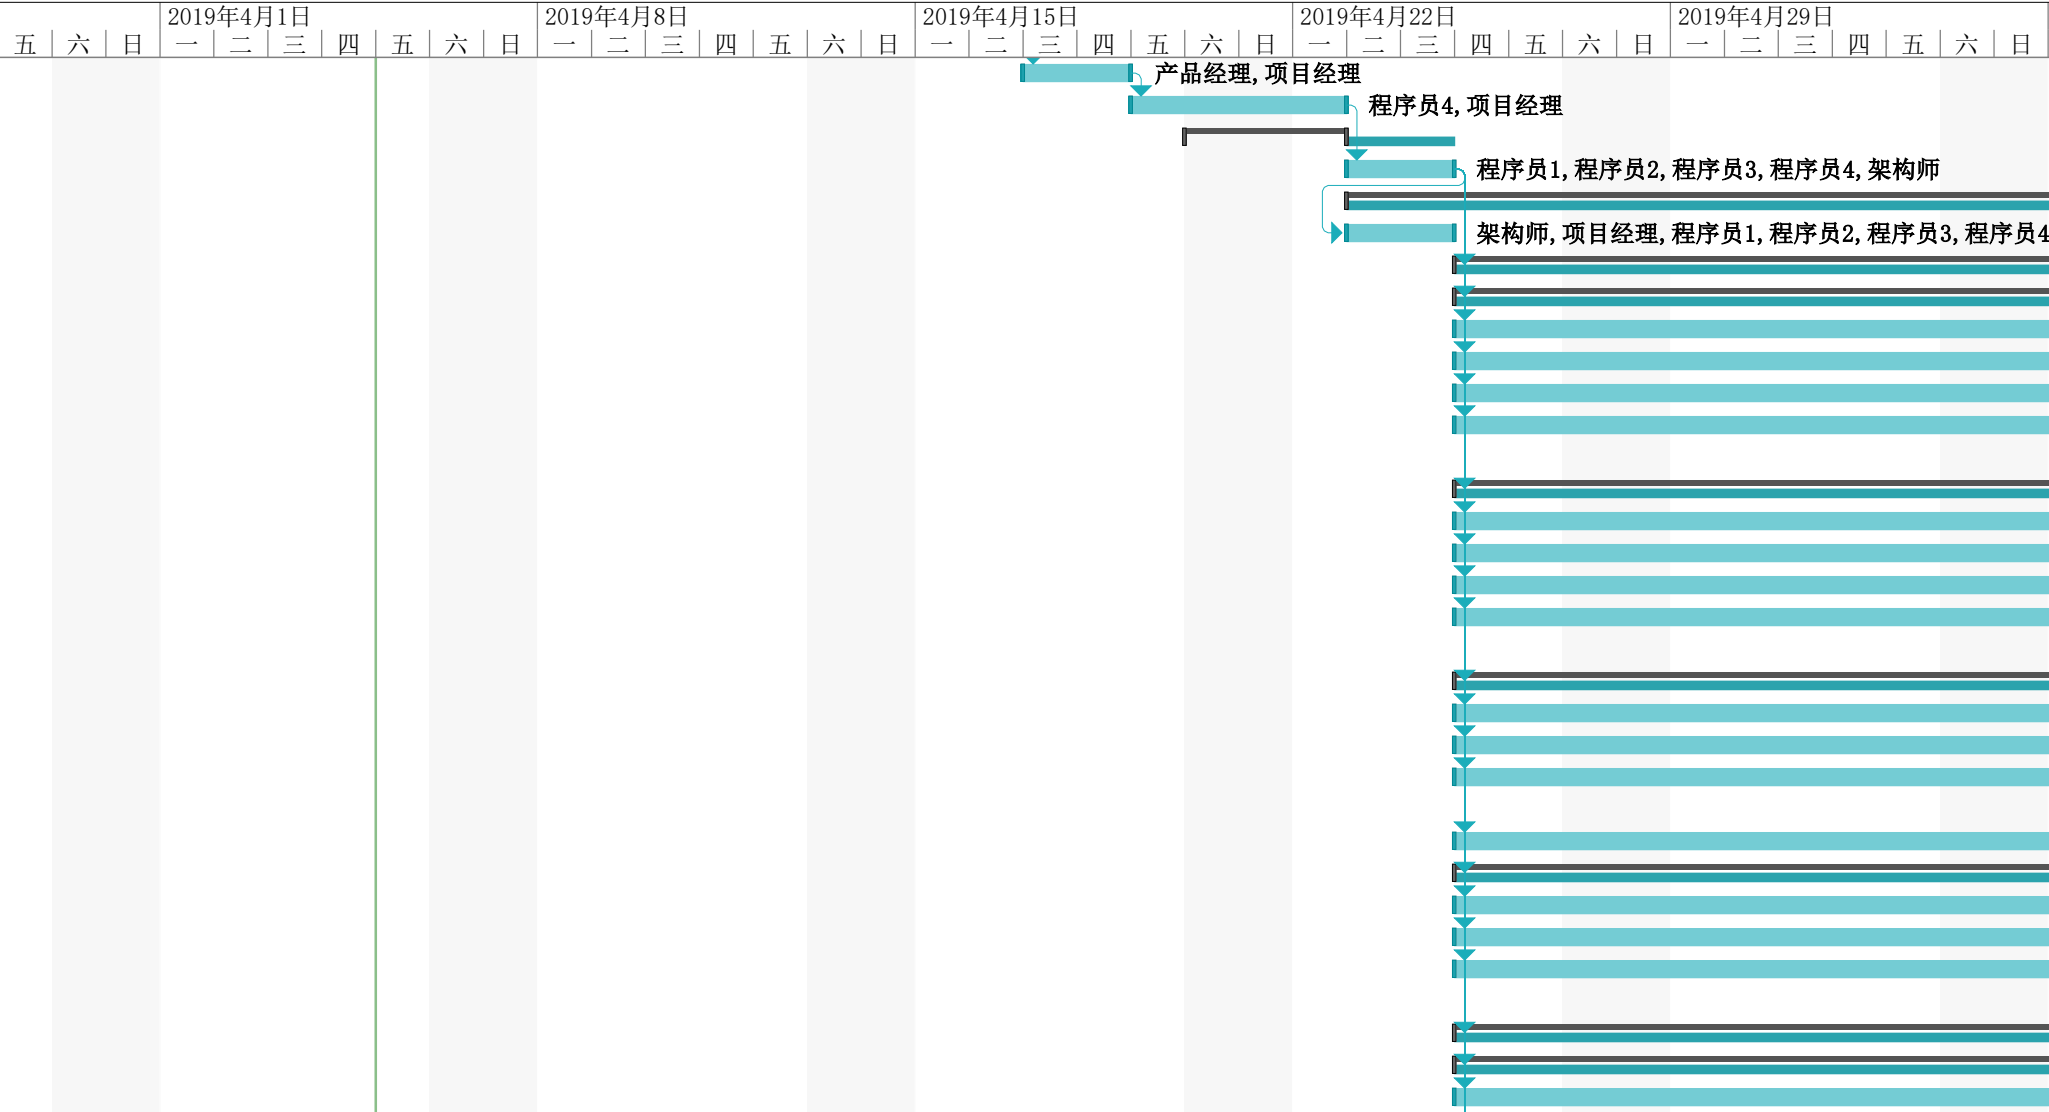 2019年4月1日 2019年4月8日 2019年4月15日 2019年4月22日 2019年4月29日
五 六 日 一 二 三 四 五 六 日 一 二 三 四 五 六 日 一 二 三 四 五 六 日 一 二 三 四 五 六 日 一 二 三 四 五 六 日
产品经理,项目经理
程序员4,项目经理
程序员1,程序员2,程序员3,程序员4,架构师
架构师,项目经理,程序员1,程序员2,程序员3,程序员4